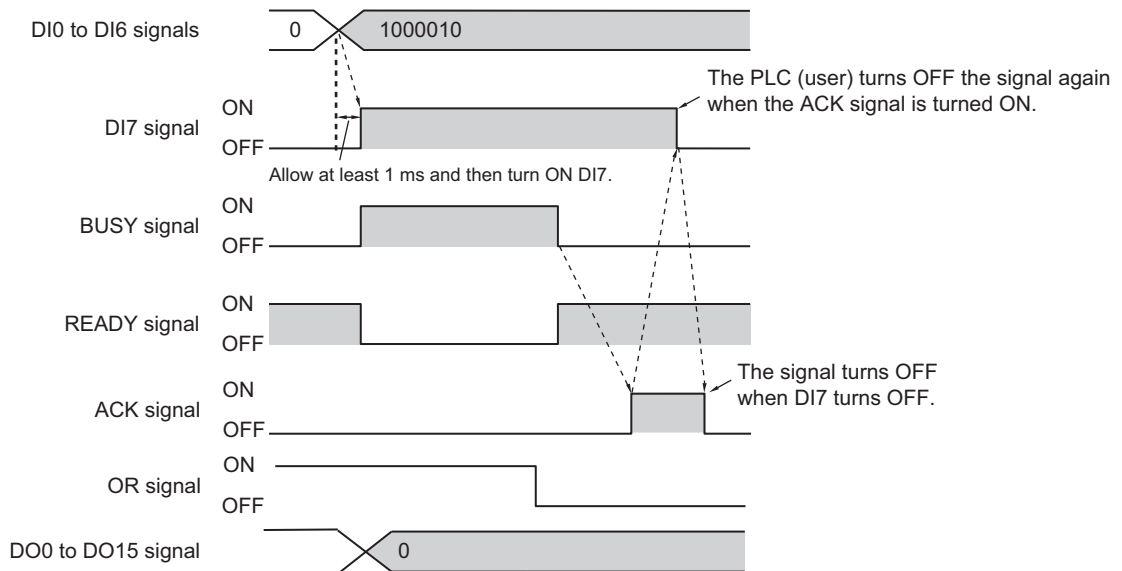 DI0 to DI6 signals
0
1000010
The PLC (user) turns OFF the signal again
when the ACK signal is turned ON.
DI7 signal
ON
OFF
Allow at least 1 ms and then turn ON DI7.
BUSY signal
ON
OFF
READY signal
ON
OFF
The signal turns OFF
when DI7 turns OFF.
ACK signal
ON
OFF
OR signal
ON
OFF
DO0 to DO15 signal
0